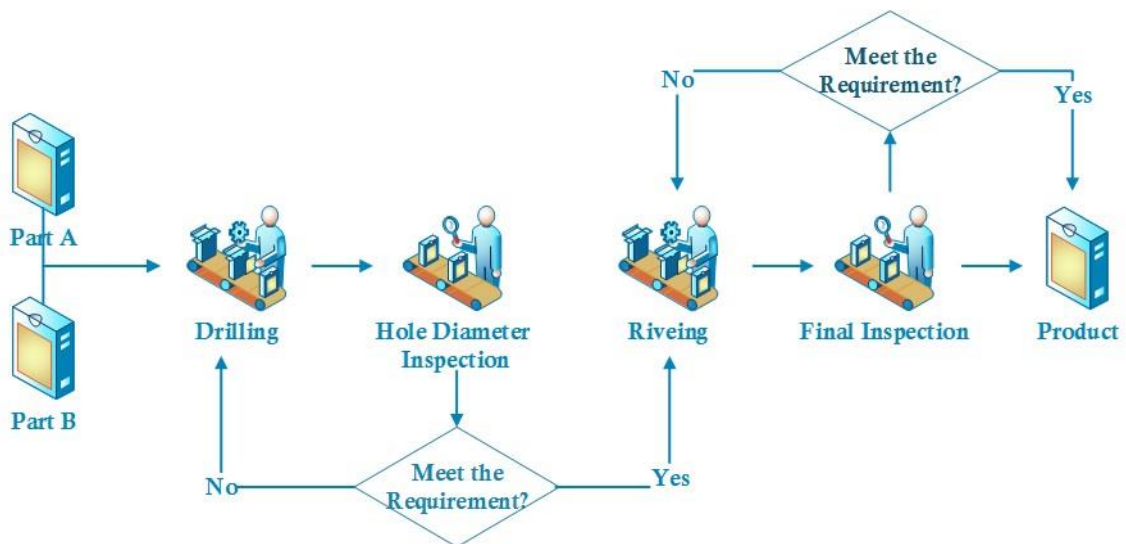 Meet the
Requirement?
No
Yes
Part A
Drilling
Hole Diameter
Inspection
Riveing
Final Inspection
Product
Part B
No
Meet the
Requirement?
Yes